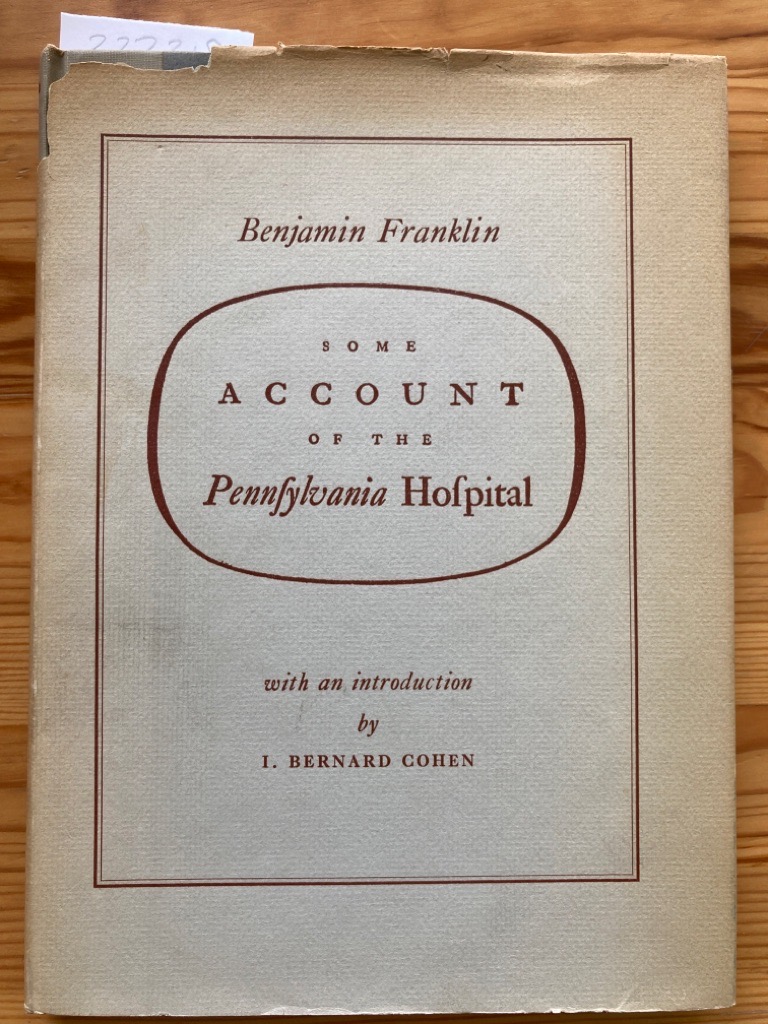 Benjamin Franklin
SOME
ACCOUNT
OF THE
Pennſylvania Hoſpital
with an introduction
by
I. BERNARD COHEN